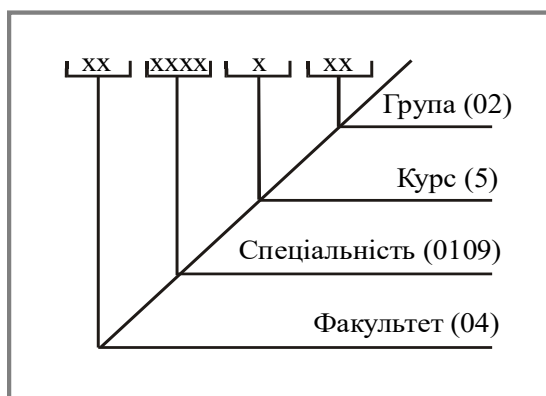 xx xxxx x xx
Група (02)
Курс (5)
Спеціальність (0109)
Факультет (04)